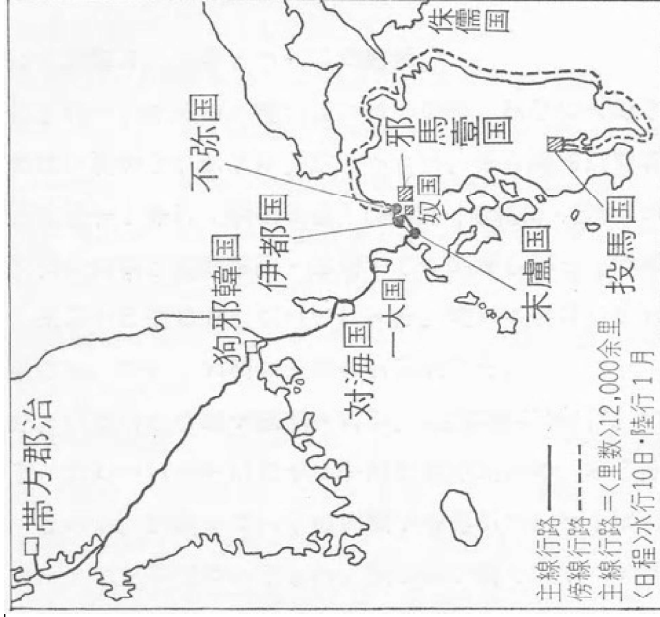 侏儒国
不弥国
邪馬臺国
伊都国
奴国
狗邪韓国
末盧国
投馬国
一大国
対海国
帯方郡治
主線行路
傍線行路
主線行路=〈里数〉12,000余里
〈日程〉水行10日・陸行1月